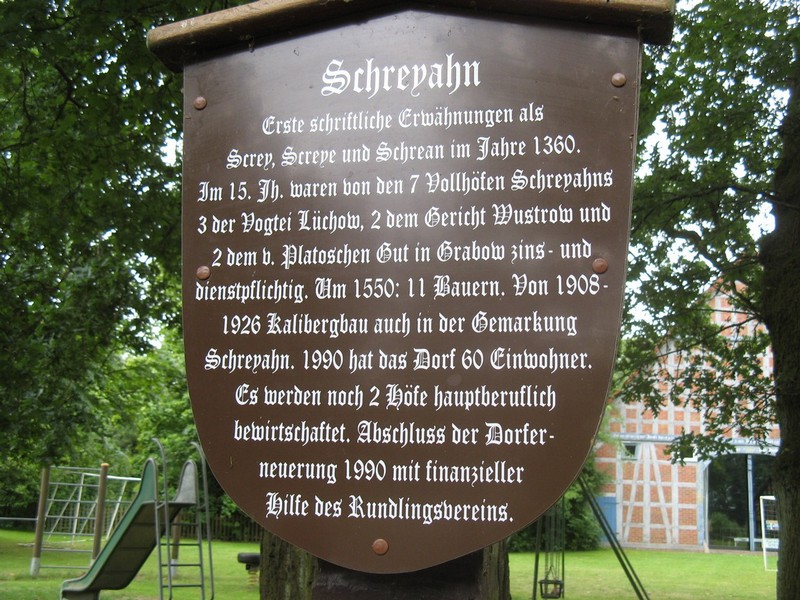 Schreyahn
Erste schriftliche Erwähnungen als
Screy, Screye und Schrean im Jahre 1360.
Im 15. Jh. waren von den 7 Vollhöfen Schreyahns
3 der Vogtei Lüchow, 2 dem Gericht Wustrow und
2 dem v. Platoschen Gut in Grabow zins- und
dienstpflichtig. Um 1550: 11 Bauern. Von 1908-
1926 Kalibergbau auch in der Gemarkung
Schreyahn. 1990 hat das Dorf 60 Einwohner.
Es werden noch 2 Höfe hauptberuflich
bewirtschaftet. Abschluss der Dorfer-
neuerung 1990 mit finanzieller
Hilfe des Rundlingsvereins.